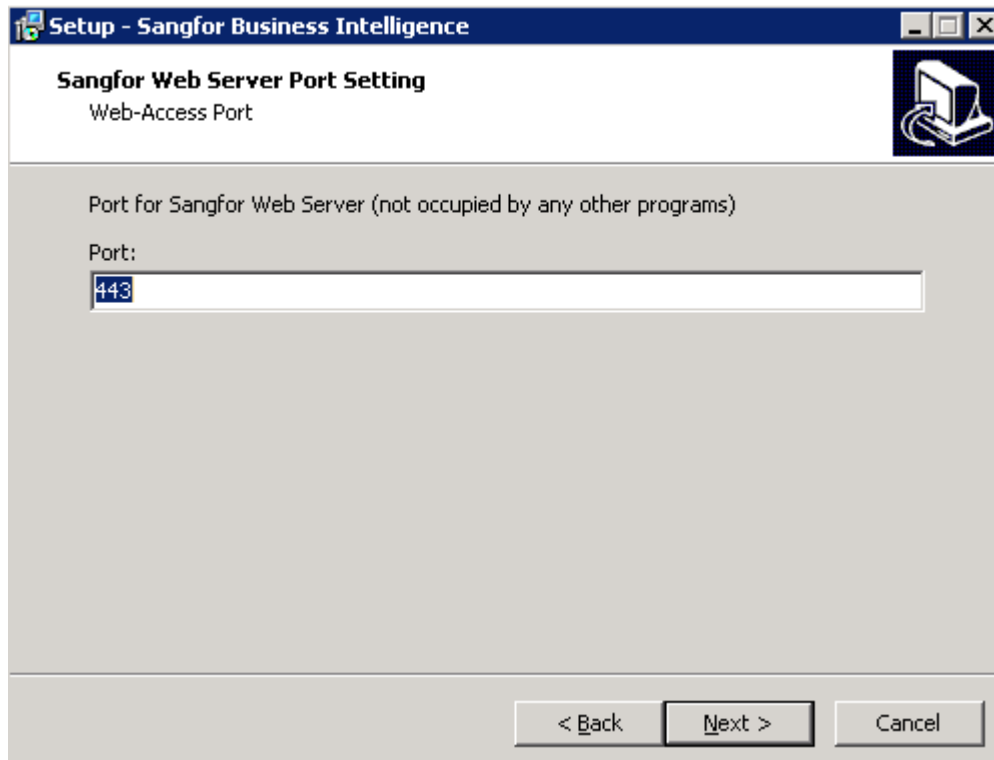 Setup - Sangfor Business Intelligence
Sangfor Web Server Port Setting
Web-Access Port
Port for Sangfor Web Server (not occupied by any other programs)
Port:
443
< Back Next > Cancel